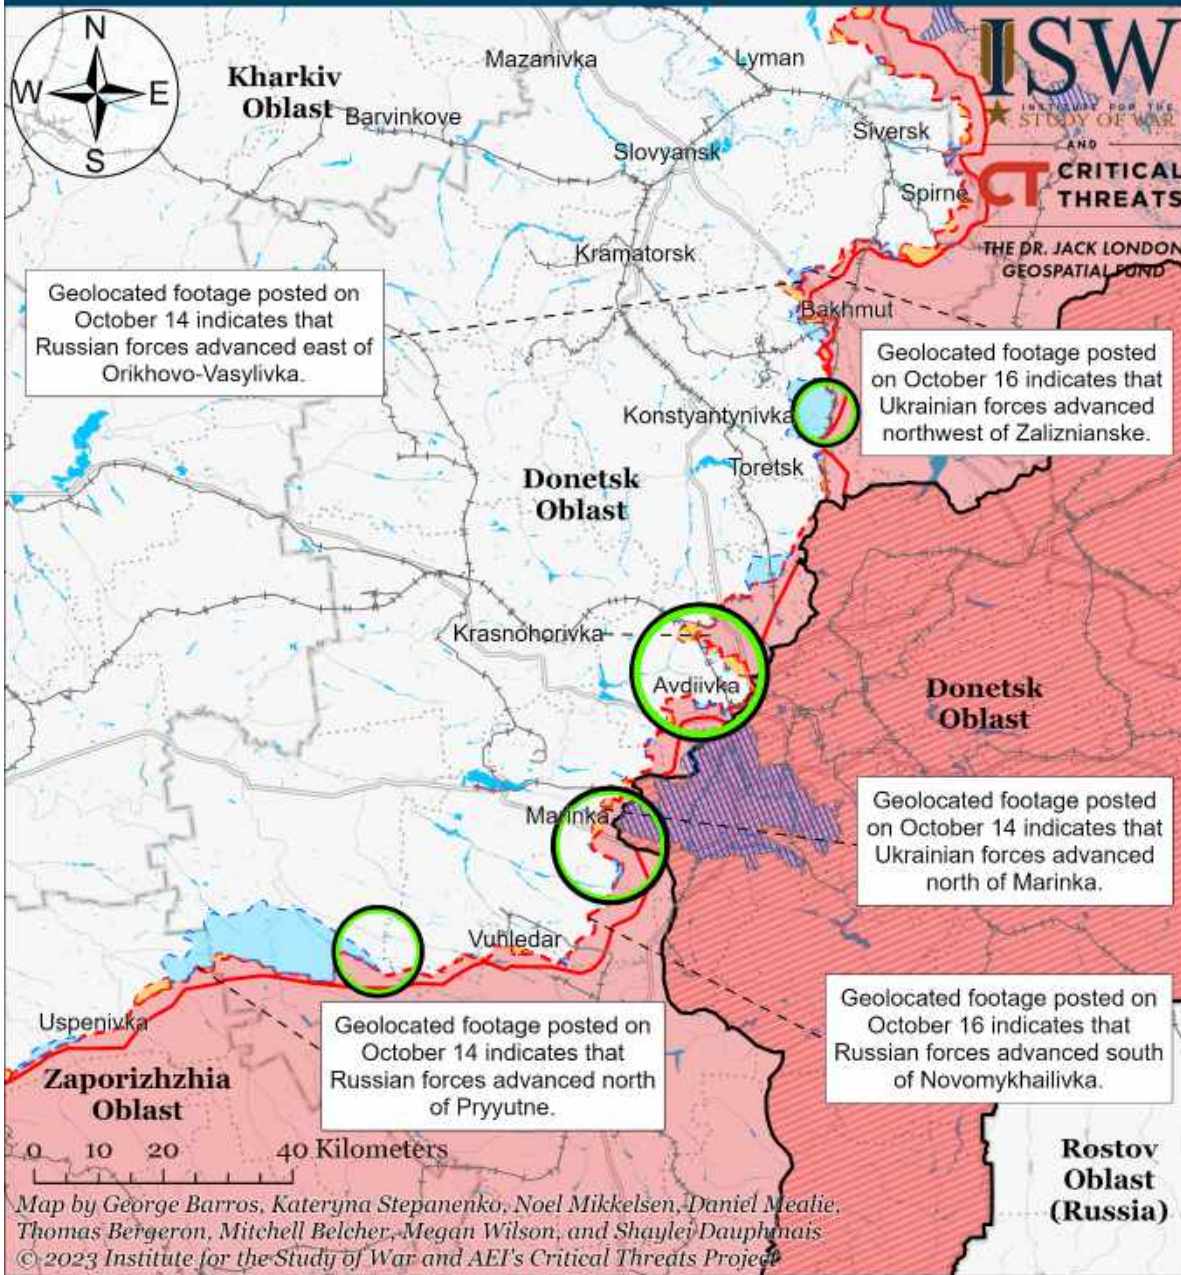 N
W
E
S
Kharkiv
Oblast
Mazanivka
Lyman
Barvinkove
Slovyansk
Siversk
Spirne
Kramatorsk
ISW
INSTITUTE FOR THE
STUDY OF WAR
AND
CT CRITICAL
THREATS
THE DR. JACK LONDON
GEOSPATIAL FUND
Geolocated footage posted on
October 14 indicates that
Russian forces advanced east of
Orikhovo-Vasylivka.
Bakhmut
Geolocated footage posted
on October 16 indicates that
Ukrainian forces advanced
northwest of Zaliznianske.
Konstyantynivka
Toretsk
Donetsk
Oblast
Krasnohorivka
Avdiivka
Donetsk
Oblast
Marinka
Geolocated footage posted
on October 14 indicates that
Ukrainian forces advanced
north of Marinka.
Vuhledar
Uspenivka
Geolocated footage posted on
October 14 indicates that
Russian forces advanced north
of Pryyutne.
Geolocated footage posted on
October 16 indicates that
Russian forces advanced south
of Novomykhailivka.
Zaporizhzhia
Oblast
Rostov
Oblast
(Russia)
0 10 20 40 Kilometers
Map by George Barros, Kateryna Stepanenko, Noel Mikkelsen, Daniel Mealie,
Thomas Bergeron, Mitchell Belcher, Megan Wilson, and Shaylei Dauphinais
© 2023 Institute for the Study of War and AEI's Critical Threats Project